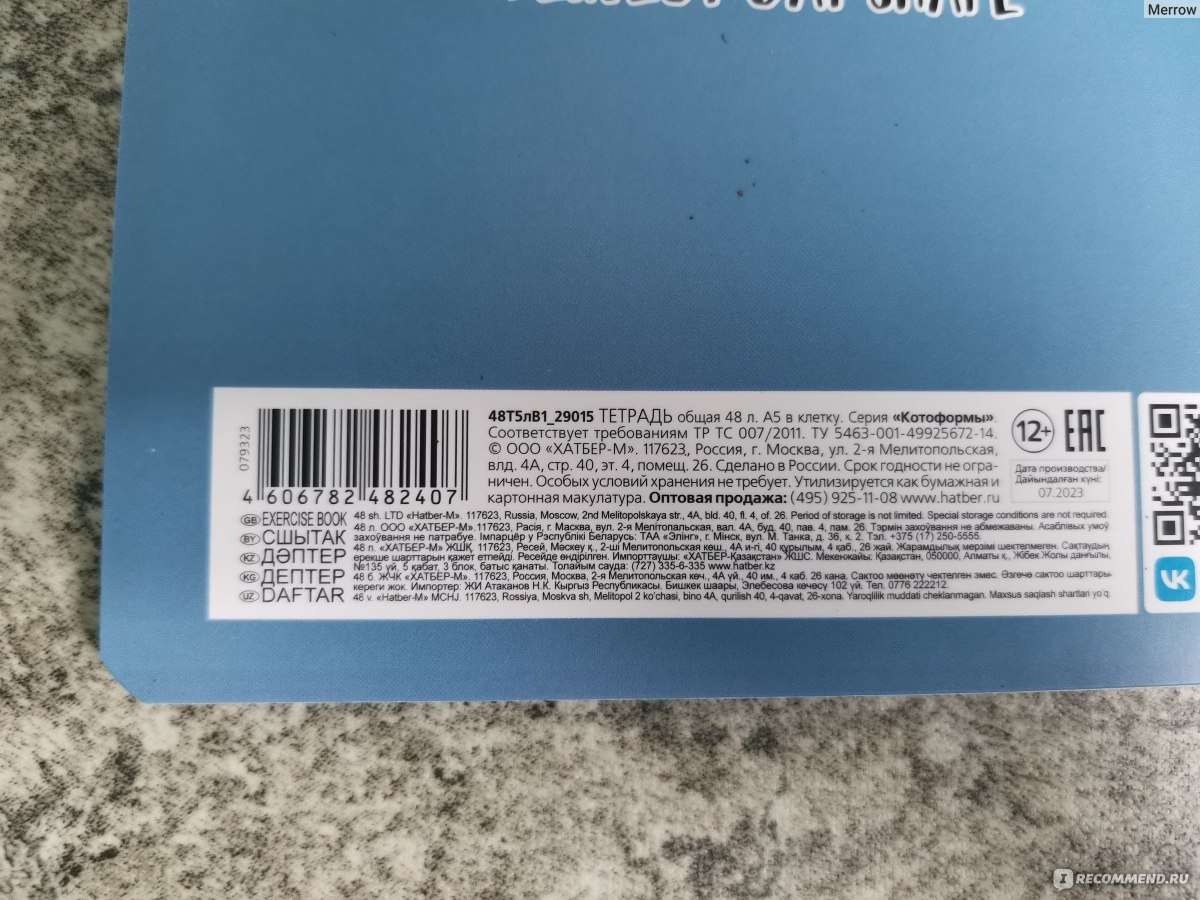 Merrow
48Т5лВ1_29015 ТЕТРАДЬ общая 48 л. А5 в клетку. Серия «Котоформы»
Соответствует требованиям ТР ТС 007/2011. ТУ 5463-001-49925672-14.
© ООО «ХАТБЕР-М». 117623, Россия, г. Москва, ул. 2-я Мелитопольская,
влд. 4А, стр. 40, эт. 4, помещ. 26. Сделано в России. Срок годности не огра-
ничен. Особых условий хранения не требует. Утилизируется как бумажная и
картонная макулатура. Оптовая продажа: (495) 925-11-08 www.hatber.ru
12+
EAC
Дата производства/
Дайындалған күні:
07.2023
079323
4 606782 482407
GB EXERCISE BOOK 48 sh. LTD «Hatber-M». 117623, Russia, Moscow, 2nd Melitopolskaya str., 4A, bld. 40, fl. 4, of. 26. Period of storage is not limited. Special storage conditions are not required.
BY СШЫТАК 48 л. ООО «ХАТБЕР-М». 117623, Расія, г. Масква, вул. 2-я Мелітопальская, вал. 4А, буд. 40, пав. 4, пам. 26. Тэрмін захоўвання не абмежаваны. Асаблівых умоў
захоўвання не патрабуе. Імпарцёр у Рэспубліку Беларусь: ТАА «Элінг», г. Мінск, вул. М. Танка, д. 36, к. 2. Тэл. +375 (17) 250-5555.
KZ ДӘПТЕР 48 п. «ХАТБЕР-М» ЖШҚ. 117623, Ресей, Мәскеу қ., 2-ші Мелитопольская көш., 4А и-п, 40 құрылым, 4 қаб., 26 жай. Жарамдылық мерзімі шектелмеген. Сақтаудың
ерекше шарттарын қажет етпейді. Ресейде өндірілген. Импорттаушы: «ХАТБЕР-Қазақстан» ЖШС. Мекенжайы: Қазақстан, 050000, Алматы қ., Жібек Жолы даңғылы,
№135 үй, 5 қабат, 3 блок, батыс қанаты. Толайым сауда: (727) 335-6-335 www.hatber.kz
KG ДЕПТЕР 48 б. ЖЧК «ХАТБЕР-М». 117623, Россия, Москва, 2-я Мелитопольская көч., 4А үй., 40 им., 4 каб. 26 кана. Сактоо мөөнөтү чектелген эмес. Өзгөчө сактоо шарттары-
кереги жок. Импортер: ЖИ Атаканов Н.К. Кыргыз Республикасы. Бишкек шаары, Элебесова көчөсү 102 үй. Тел. 0776 222212.
UZ DAFTAR 48 v. «Hatber-M» MCHJ. 117623, Rossiya, Moskva sh, Melitopol 2 ko'chasi, bino 4A, qurilish 40, 4-qavat, 26-xona. Yaroqlilik muddati cheklanmagan. Maxsus saqlash shartlari yo'q.
IRECOMMEND.RU